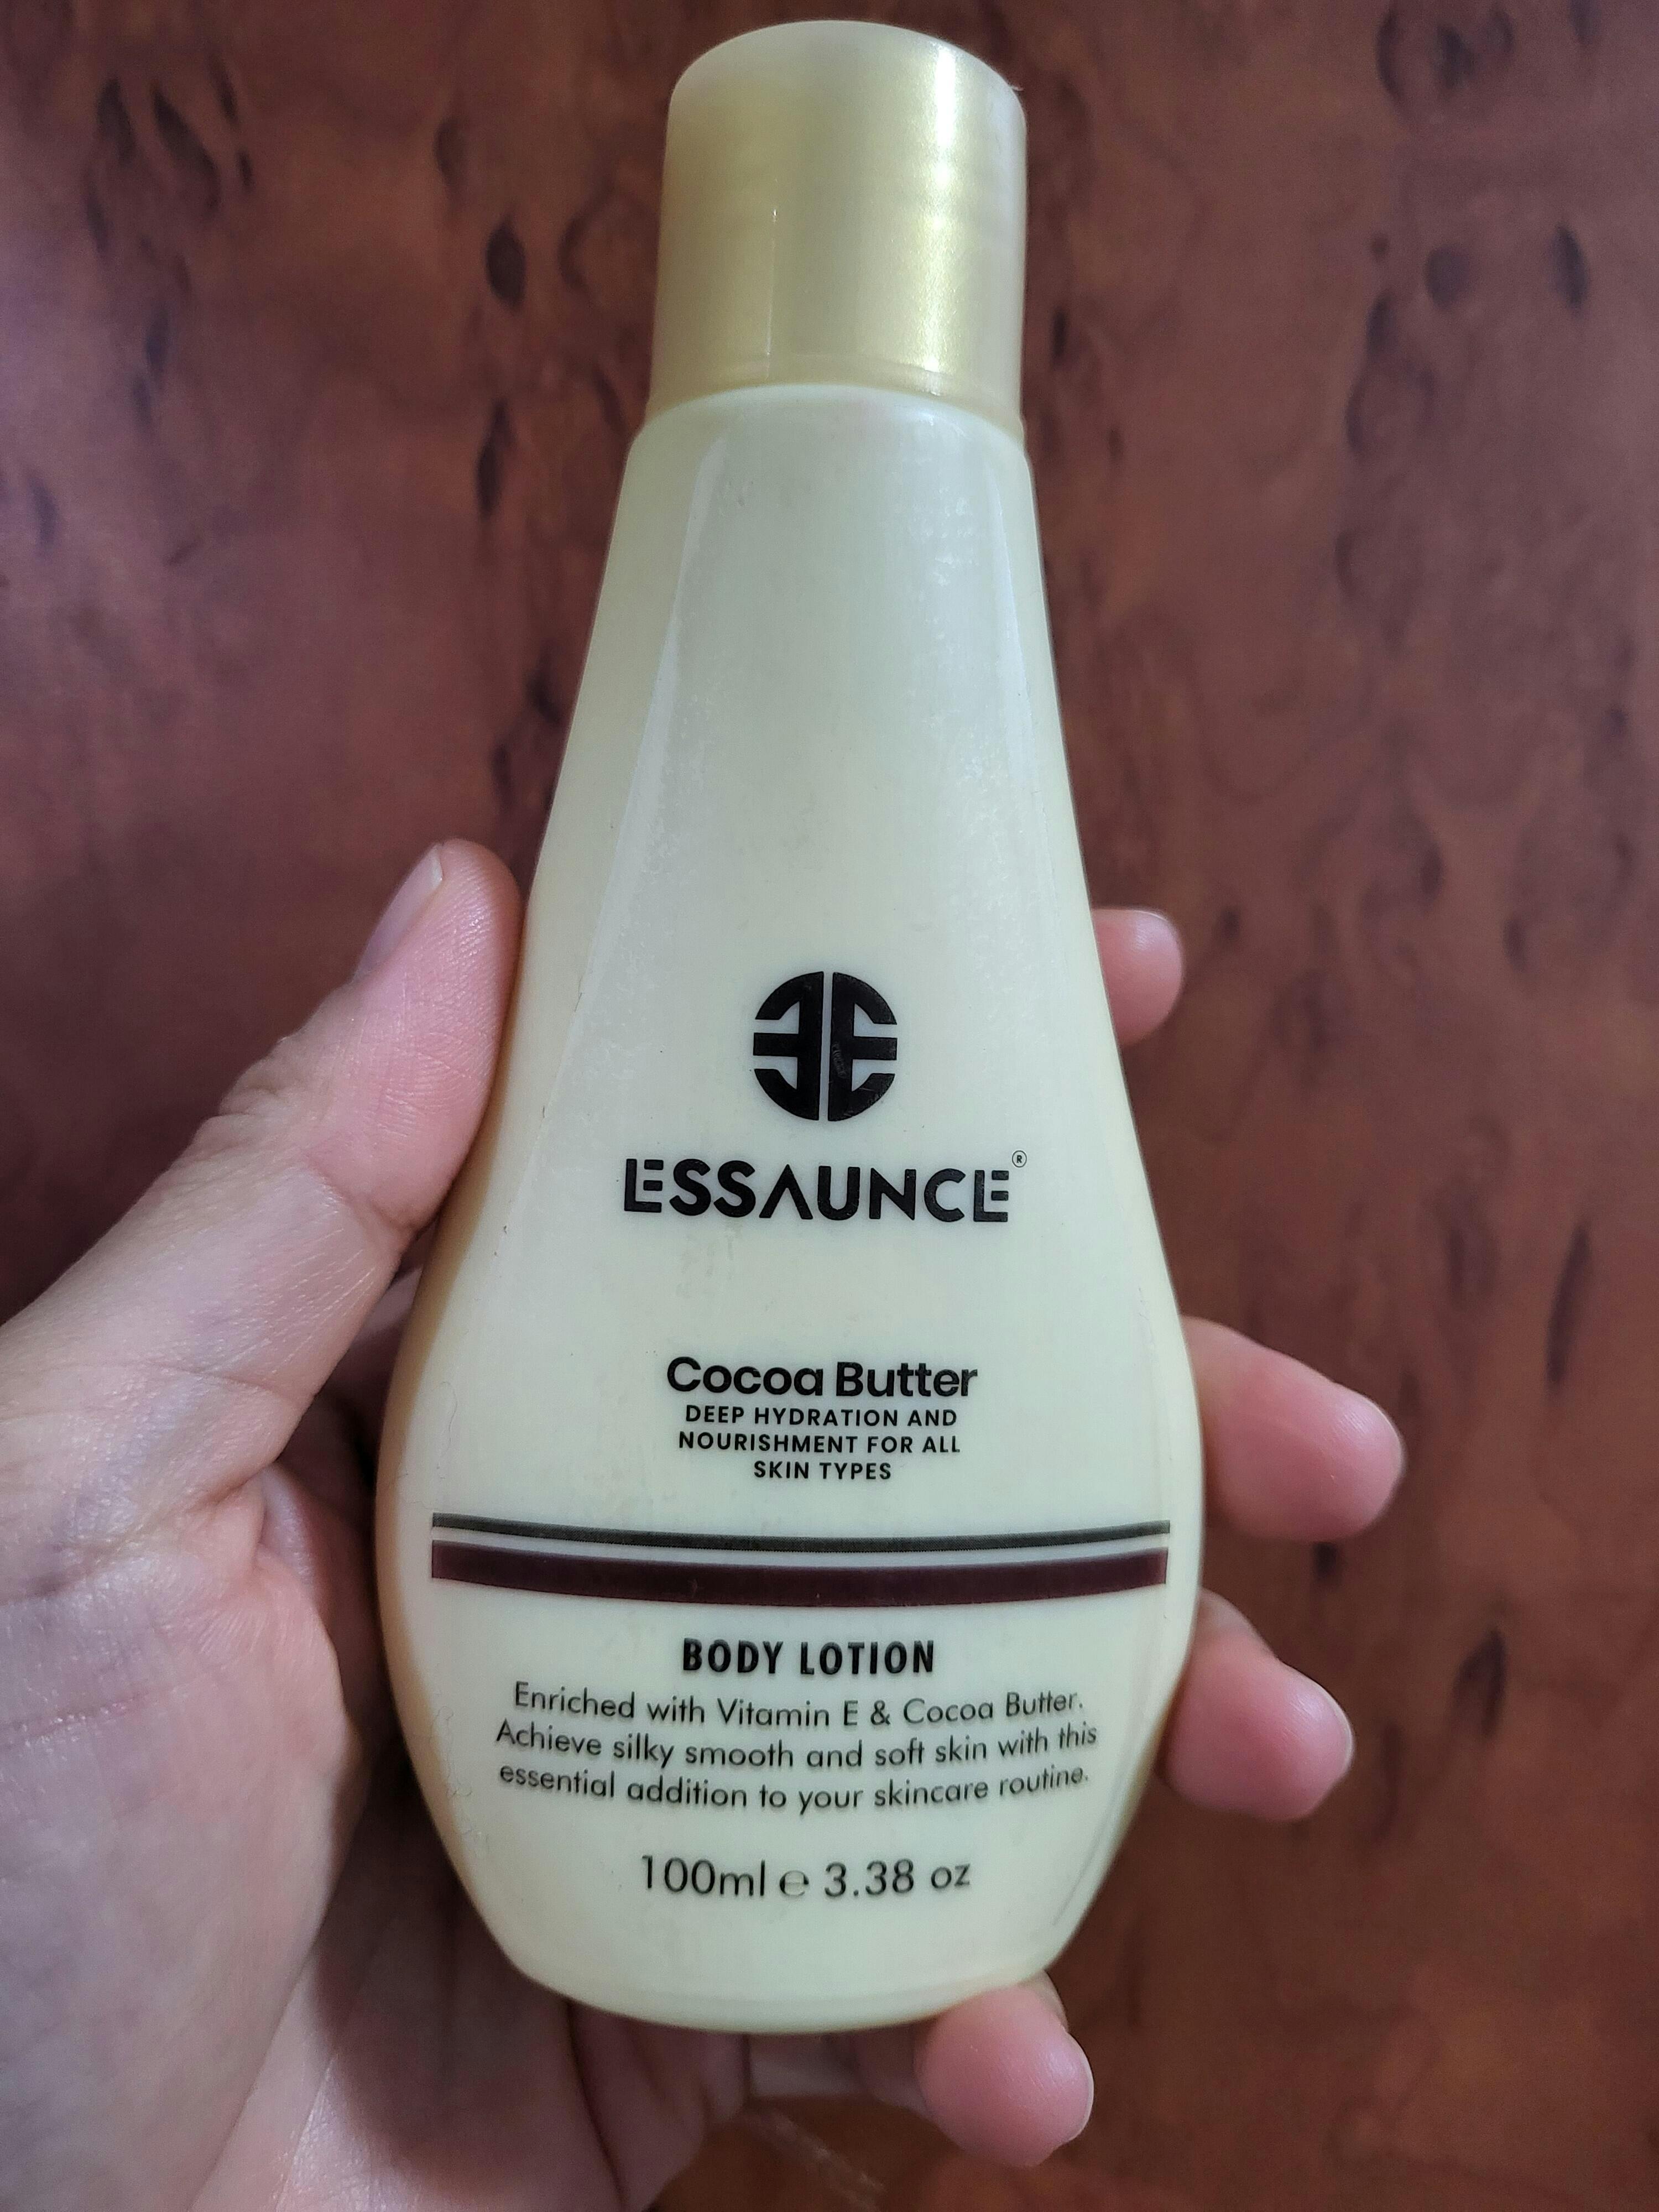 ESSAUNCE®
Cocoa Butter
DEEP HYDRATION AND
NOURISHMENT FOR ALL
SKIN TYPES
BODY LOTION
Enriched with Vitamin E & Cocoa Butter.
Achieve silky smooth and soft skin with this
essential addition to your skincare routine.
100ml ℮ 3.38 oz